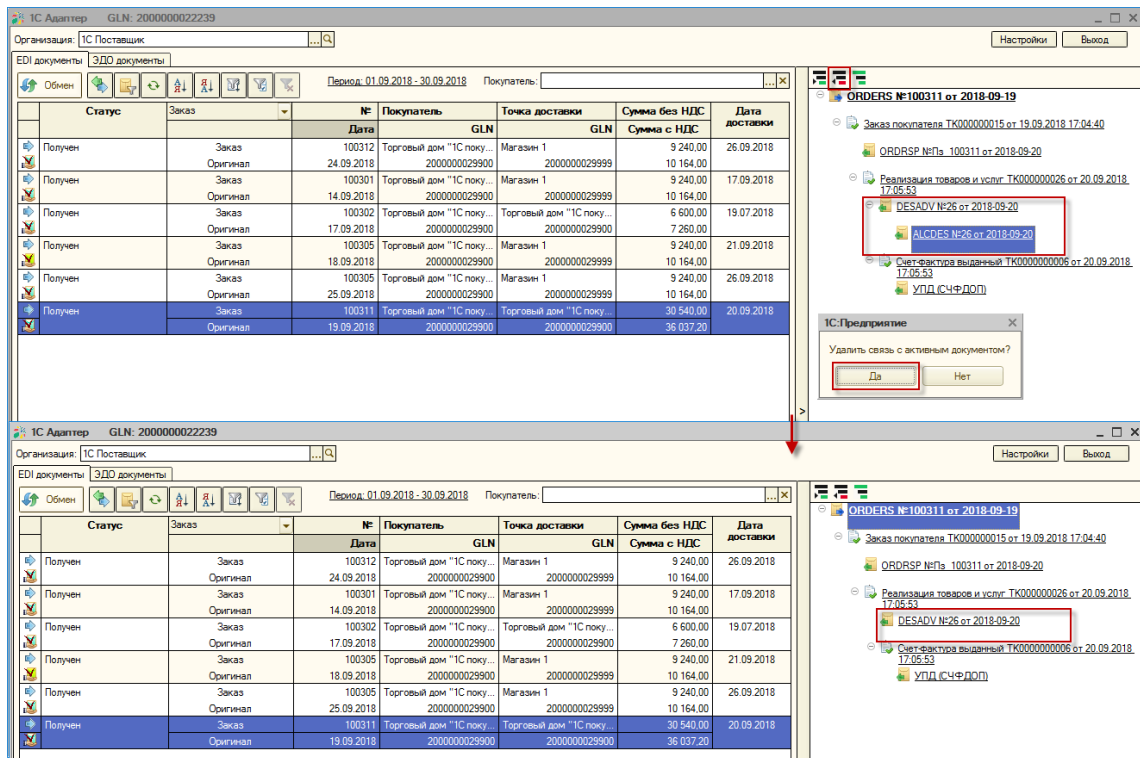 1С Адаптер GLN: 2000000022239
Организация: 1С Поставщик ... Настройки Выход
EDI документы ЭДО документы
Обмен Период: 01.09.2018 - 30.09.2018 Покупатель: ... X
Статус Заказ № Покупатель Точка доставки Сумма без НДС Дата доставки
Дата GLN GLN Сумма с НДС
Получен Заказ 100312 Торговый дом "1С поку... Магазин 1 9 240,00 26.09.2018
Оригинал 24.09.2018 2000000029900 2000000029999 10 164,00
Получен Заказ 100301 Торговый дом "1С поку... Магазин 1 9 240,00 17.09.2018
Оригинал 14.09.2018 2000000029900 2000000029999 10 164,00
Получен Заказ 100302 Торговый дом "1С поку... Торговый дом "1С поку... 6 600,00 19.07.2018
Оригинал 17.09.2018 2000000029900 2000000029999 7 260,00
Получен Заказ 100305 Торговый дом "1С поку... Магазин 1 9 240,00 21.09.2018
Оригинал 18.09.2018 2000000029900 2000000029999 10 164,00
Получен Заказ 100305 Торговый дом "1С поку... Магазин 1 9 240,00 26.09.2018
Оригинал 25.09.2018 2000000029900 2000000029999 10 164,00
Получен Заказ 100311 Торговый дом "1С поку... Торговый дом "1С поку... 30 540,00 20.09.2018
Оригинал 19.09.2018 2000000029900 2000000029999 36 037,20
ORDERS №100311 от 2018-09-19
Заказ покупателя ТК000000015 от 19.09.2018 17:04:40
ORDRSP №Пз_100311 от 2018-09-20
Реализация товаров и услуг ТК000000026 от 20.09.2018
17:05:53
DESADV №26 от 2018-09-20
ALCDES №26 от 2018-09-20
Счет-фактура выданный ТК0000000006 от 20.09.2018
17:05:53
УПД (СЧФДОП)
1С:Предприятие
Удалить связь с активным документом?
Да Нет
>
1С Адаптер GLN: 2000000022239
Организация: 1С Поставщик ... Настройки Выход
EDI документы ЭДО документы
Обмен Период: 01.09.2018 - 30.09.2018 Покупатель: ... X
Статус Заказ № Покупатель Точка доставки Сумма без НДС Дата доставки
Дата GLN GLN Сумма с НДС
Получен Заказ 100312 Торговый дом "1С поку... Магазин 1 9 240,00 26.09.2018
Оригинал 24.09.2018 2000000029900 2000000029999 10 164,00
Получен Заказ 100301 Торговый дом "1С поку... Магазин 1 9 240,00 17.09.2018
Оригинал 14.09.2018 2000000029900 2000000029999 10 164,00
Получен Заказ 100302 Торговый дом "1С поку... Торговый дом "1С поку... 6 600,00 19.07.2018
Оригинал 17.09.2018 2000000029900 2000000029999 7 260,00
Получен Заказ 100305 Торговый дом "1С поку... Магазин 1 9 240,00 21.09.2018
Оригинал 18.09.2018 2000000029900 2000000029999 10 164,00
Получен Заказ 100305 Торговый дом "1С поку... Магазин 1 9 240,00 26.09.2018
Оригинал 25.09.2018 2000000029900 2000000029999 10 164,00
Получен Заказ 100311 Торговый дом "1С поку... Торговый дом "1С поку... 30 540,00 20.09.2018
Оригинал 19.09.2018 2000000029900 2000000029999 36 037,20
ORDERS №100311 от 2018-09-19
Заказ покупателя ТК000000015 от 19.09.2018 17:04:40
ORDRSP №Пз_100311 от 2018-09-20
Реализация товаров и услуг ТК000000026 от 20.09.2018
17:05:53
DESADV №26 от 2018-09-20
Счет-фактура выданный ТК0000000006 от 20.09.2018
17:05:53
УПД (СЧФДОП)